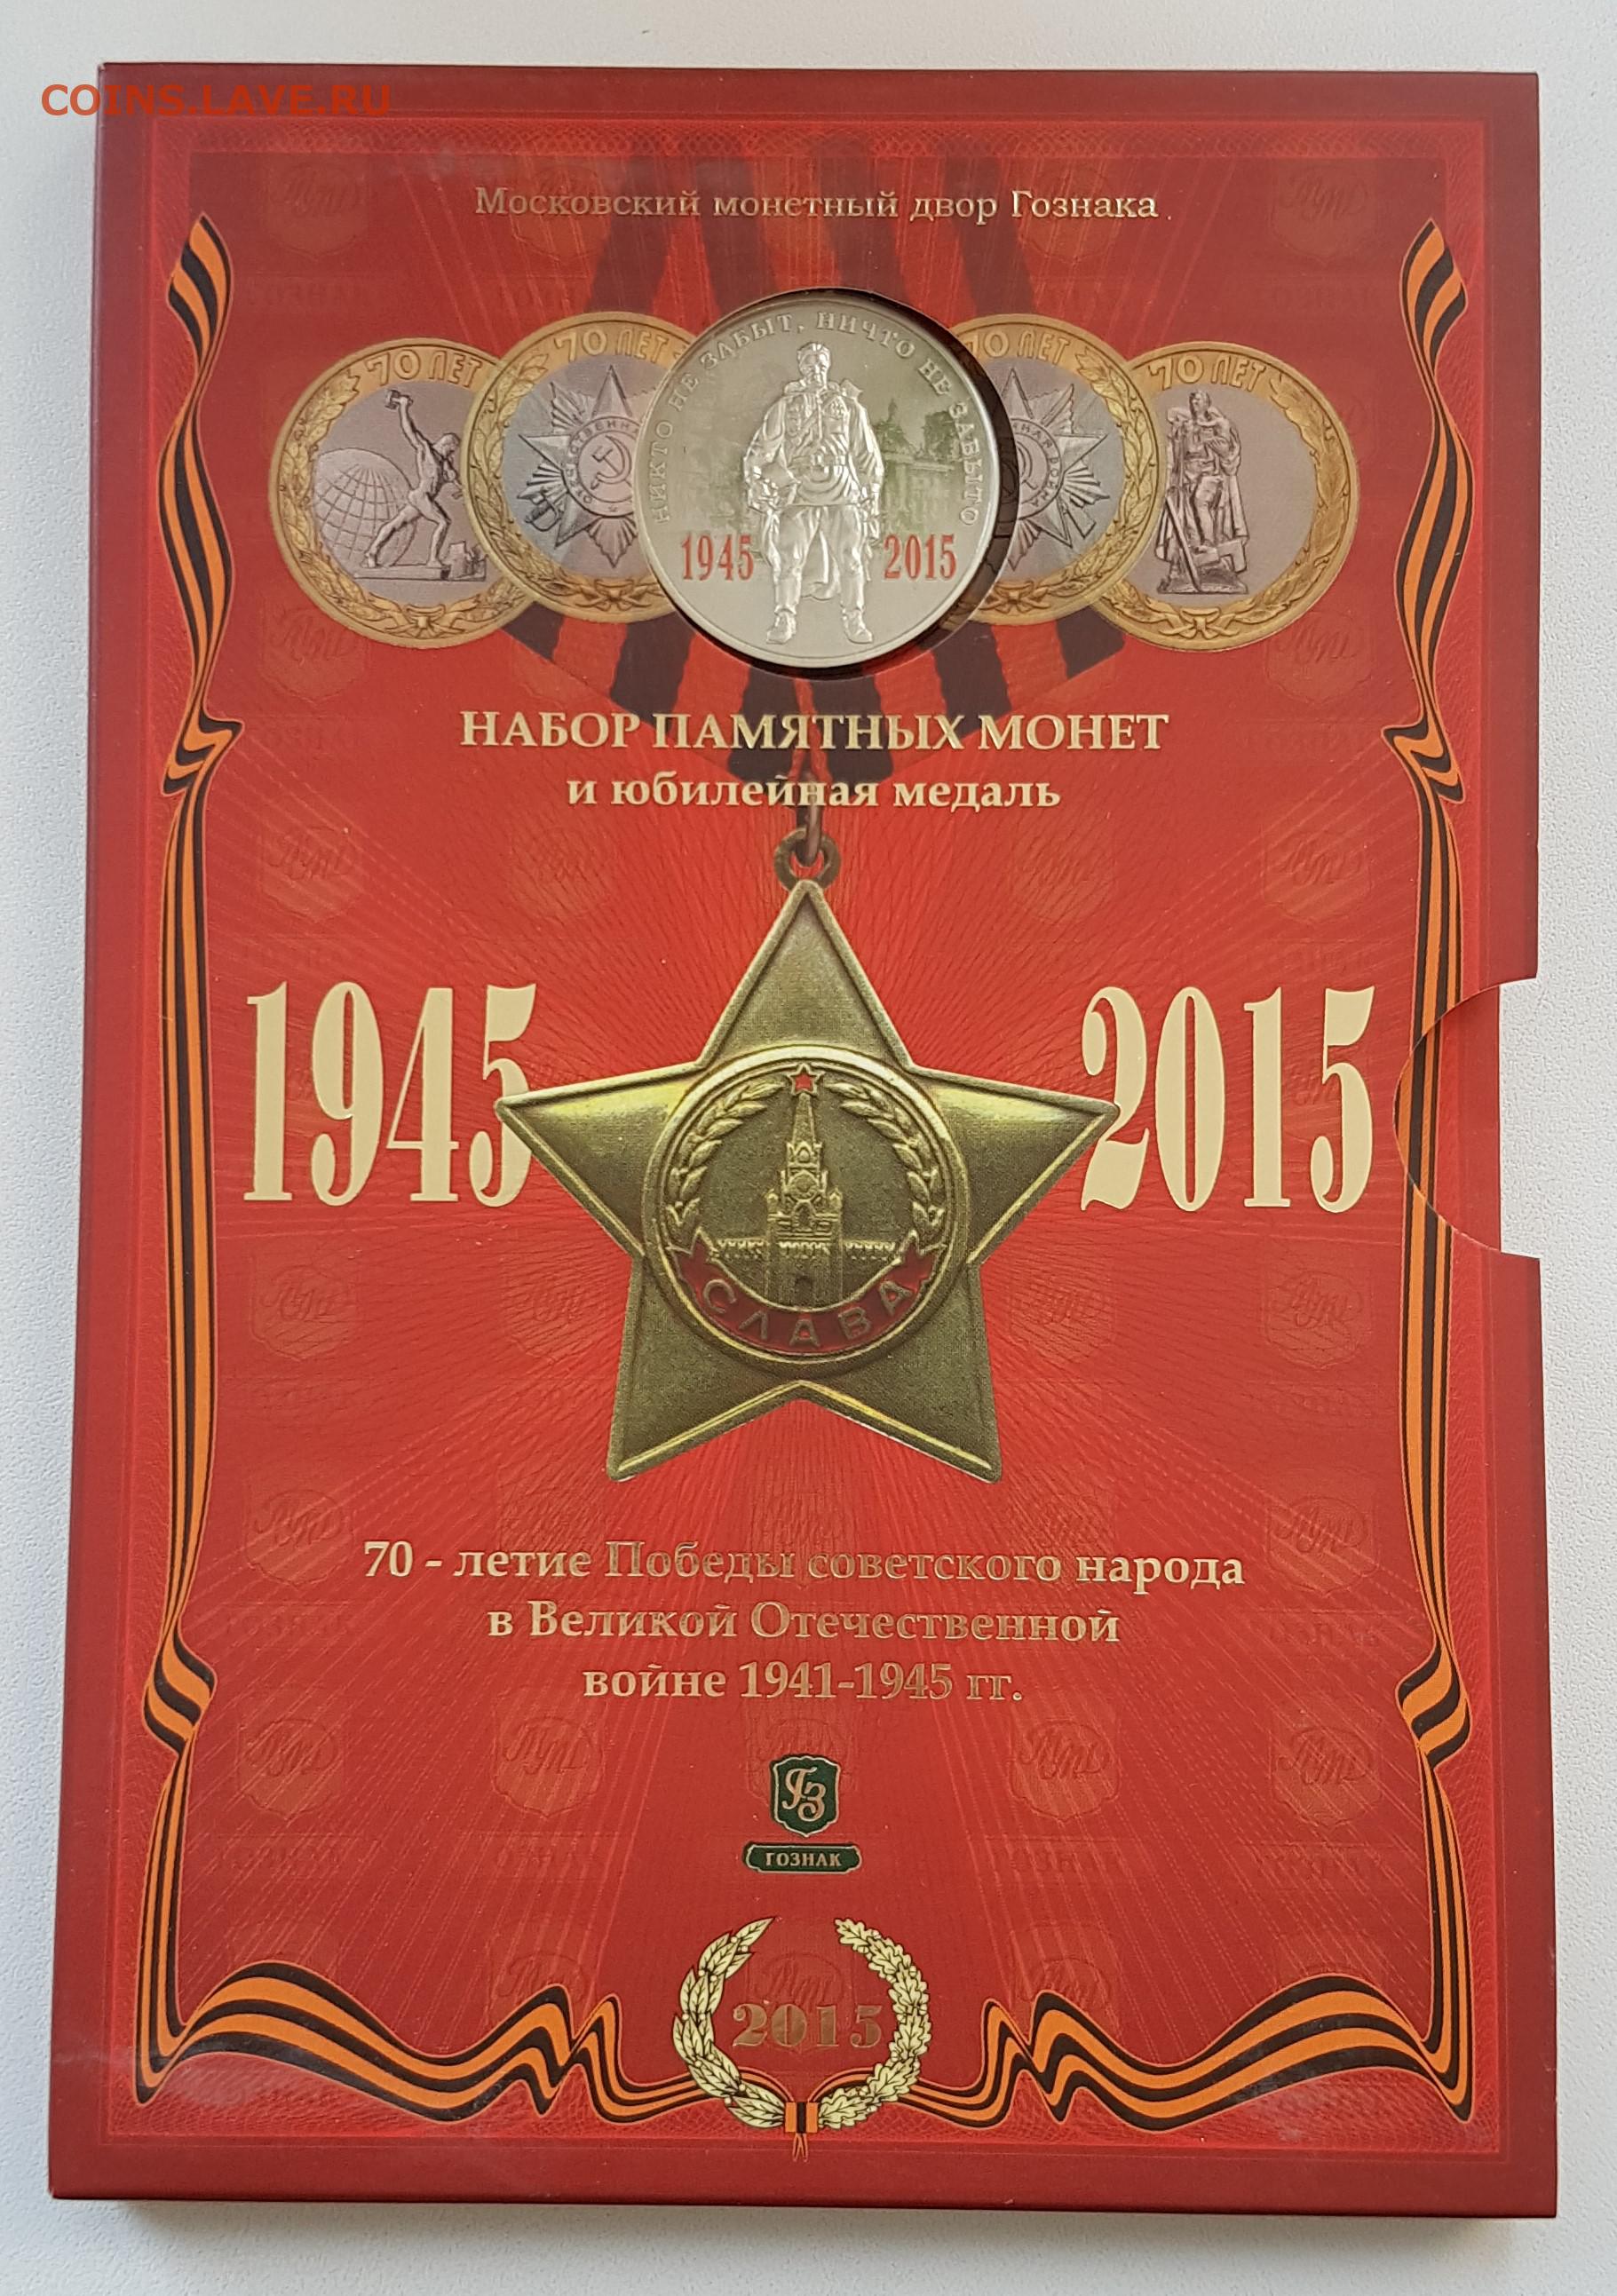 COINS.LAVE.RU
Московский монетный двор Гознака
70 ЛЕТ
70 ЛЕТ
НИКТО НЕ ЗАБЫТ, НИЧТО НЕ ЗАБЫТО
70 ЛЕТ
70 ЛЕТ
1945 2015
НАБОР ПАМЯТНЫХ МОНЕТ
и юбилейная медаль
1945 2015
СЛАВА
70 - летие Победы советского народа
в Великой Отечественной
войне 1941-1945 гг.
ГЗ
ГОЗНАК
2015